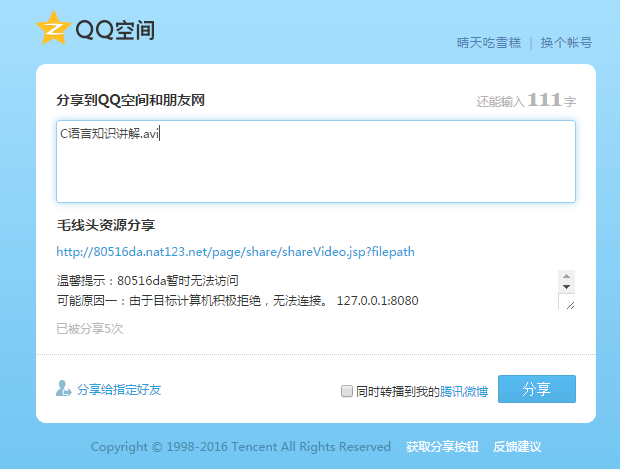 QQ空间
晴天吃雪糕 | 换个帐号
分享到QQ空间和朋友网 还能输入 111 字
C语言知识讲解.avi
毛线头资源分享
http://80516da.nat123.net/page/share/shareVideo.jsp?filepath
温馨提示：80516da暂时无法访问
可能原因一：由于目标计算机积极拒绝，无法连接。 127.0.0.1:8080
已被分享5次
分享给指定好友 同时转播到我的腾讯微博 分享
Copyright © 1998-2016 Tencent All Rights Reserved 获取分享按钮 反馈建议